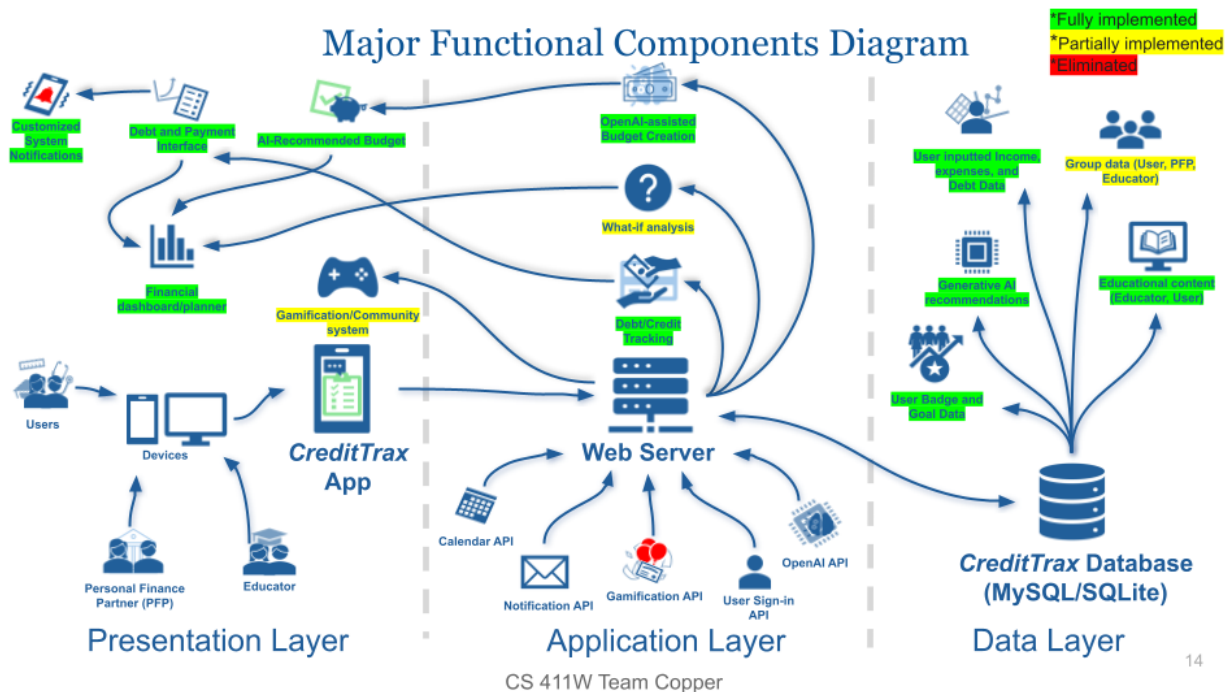 Major Functional Components Diagram
*Fully implemented
*Partially implemented
*Eliminated
Customized
System
Notifications
Debt and Payment
Interface
AI-Recommended Budget
OpenAI-assisted
Budget Creation
User inputted Income,
expenses, and
Debt Data
Group data (User, PFP,
Educator)
What-if analysis
Financial
dashboard/planner
Gamification/Community
system
Debt/Credit
Tracking
Generative AI
recommendations
Educational content
(Educator, User)
User Badge and
Goal Data
Users
Devices
CreditTrax
App
Web Server
Personal Finance
Partner (PFP)
Educator
Calendar API
Notification API
Gamification API
User Sign-in
API
OpenAI API
CreditTrax Database
(MySQL/SQLite)
Presentation Layer
Application Layer
Data Layer
14
CS 411W Team Copper